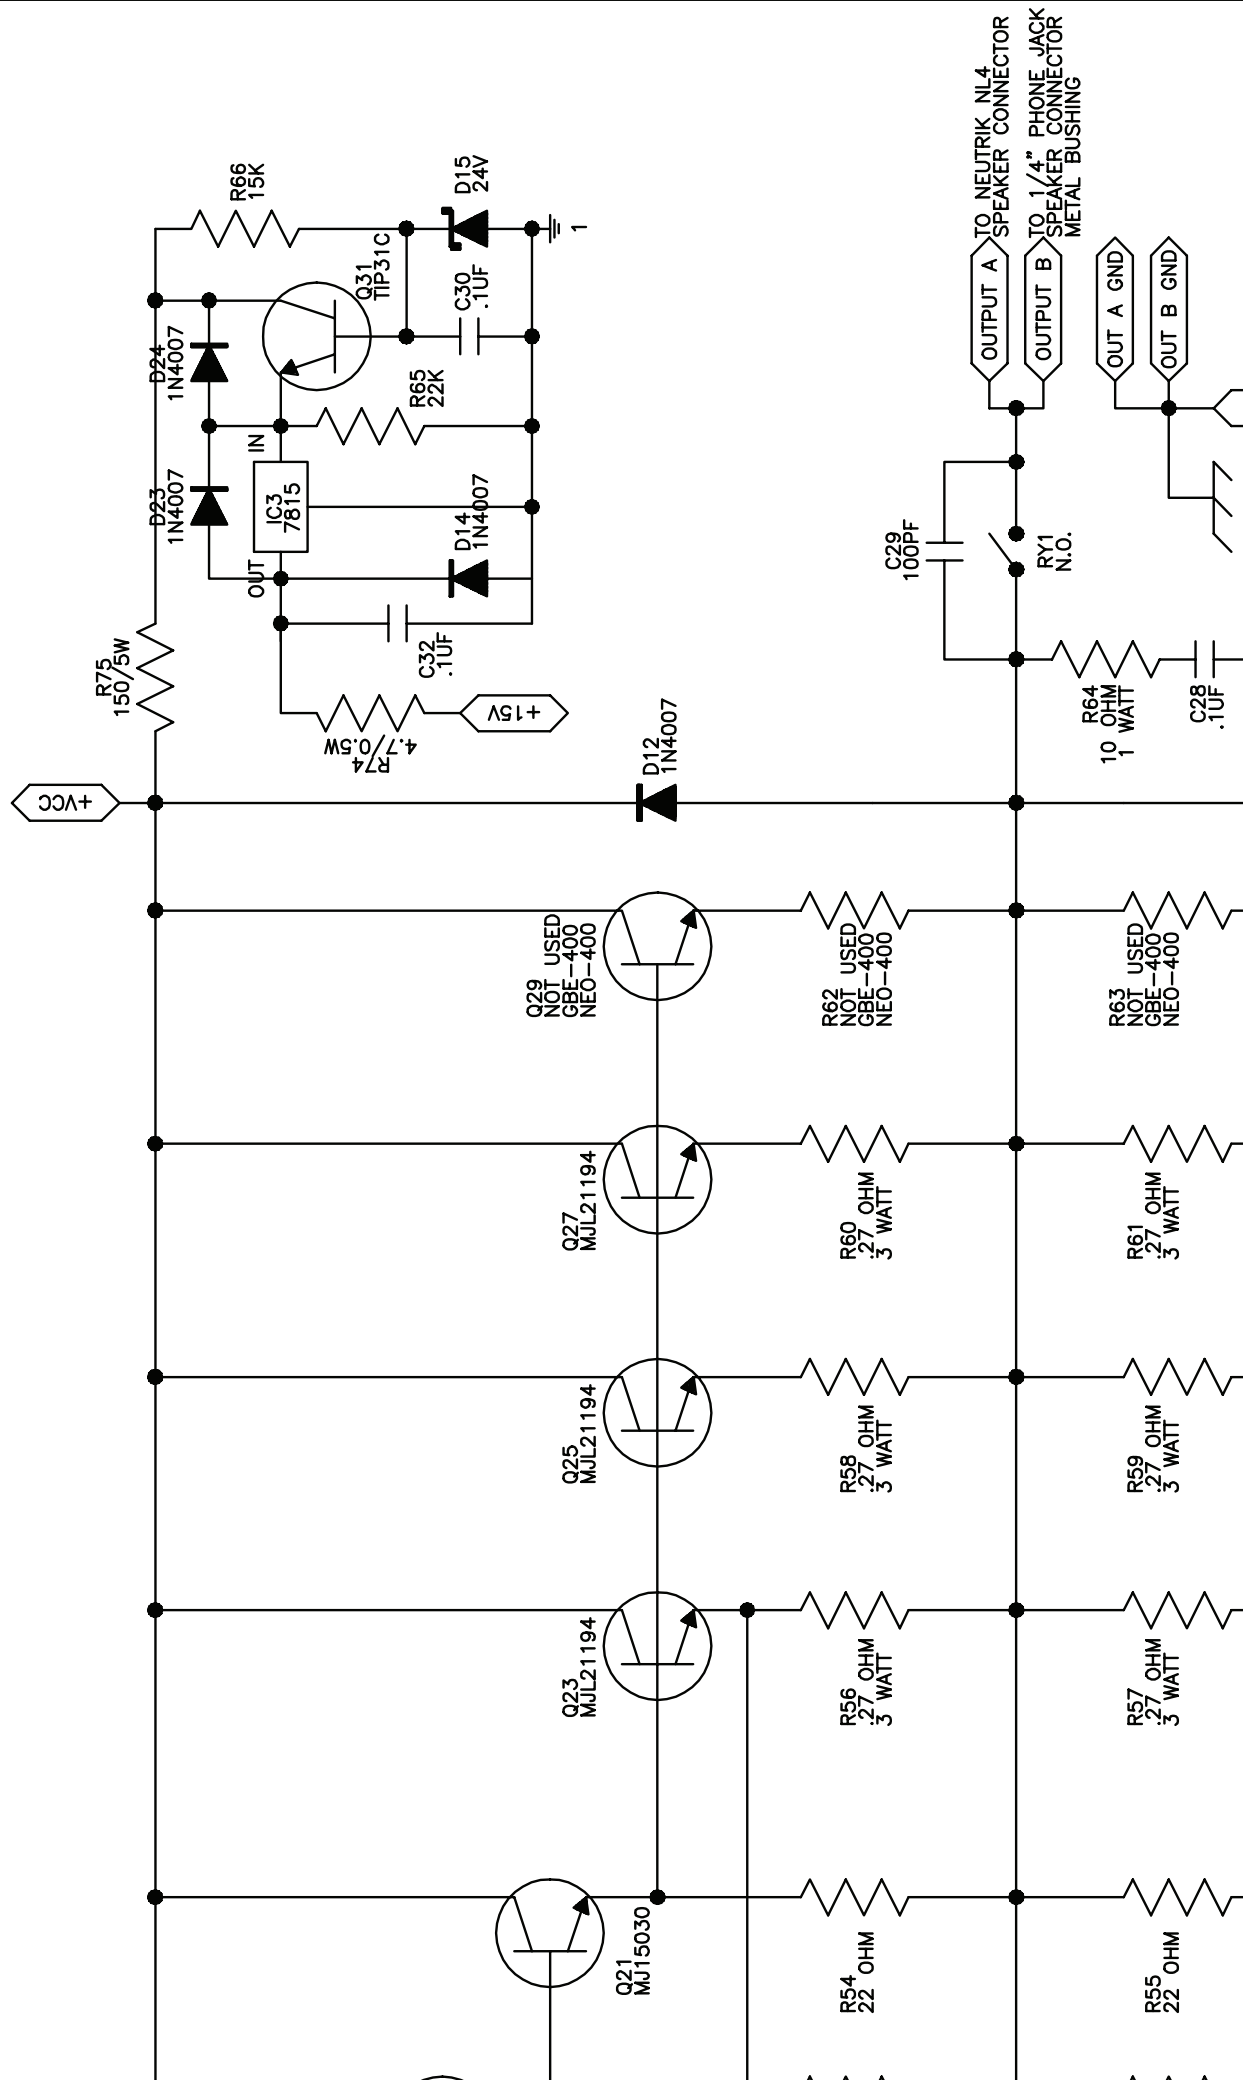 TO NEUTRIK NL4
SPEAKER CONNECTOR
TO 1/4" PHONE JACK
SPEAKER CONNECTOR
METAL BUSHING
OUTPUT A
OUTPUT B
OUT A GND
OUT B GND
R66
15K
D15
24V
1
Q31
TIP31C
C30
.1UF
D24
1N4007
R65
22K
IN
D23
1N4007
IC3
7815
OUT
D14
1N4007
C32
.1UF
R75
150/5W
R74
4.7/0.5W
+15V
C29
100PF
RY1
N.O.
R64
10 OHM
1 WATT
C28
.1UF
D12
1N4007
+VCC
Q29
NOT USED
GBE-400
NEO-400
R62
NOT USED
GBE-400
NEO-400
R63
NOT USED
GBE-400
NEO-400
Q27
MJL21194
R60
.27 OHM
3 WATT
R61
.27 OHM
3 WATT
Q25
MJL21194
R58
.27 OHM
3 WATT
R59
.27 OHM
3 WATT
Q23
MJL21194
R56
.27 OHM
3 WATT
R57
.27 OHM
3 WATT
Q21
MJ15030
R54
22 OHM
R55
22 OHM